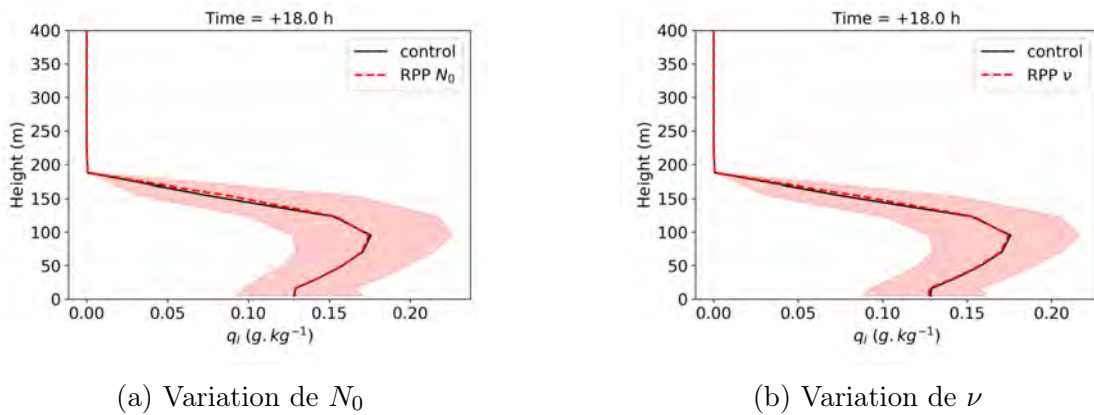 Time = +18.0 h
400
350
300
250
200
150
100
50
0
Height (m)
control
RPP N₀
0.00 0.05 0.10 0.15 0.20
qₗ (g.kg⁻¹)
(a) Variation de N₀
Time = +18.0 h
400
350
300
250
200
150
100
50
0
Height (m)
control
RPP ν
0.00 0.05 0.10 0.15 0.20
qₗ (g.kg⁻¹)
(b) Variation de ν